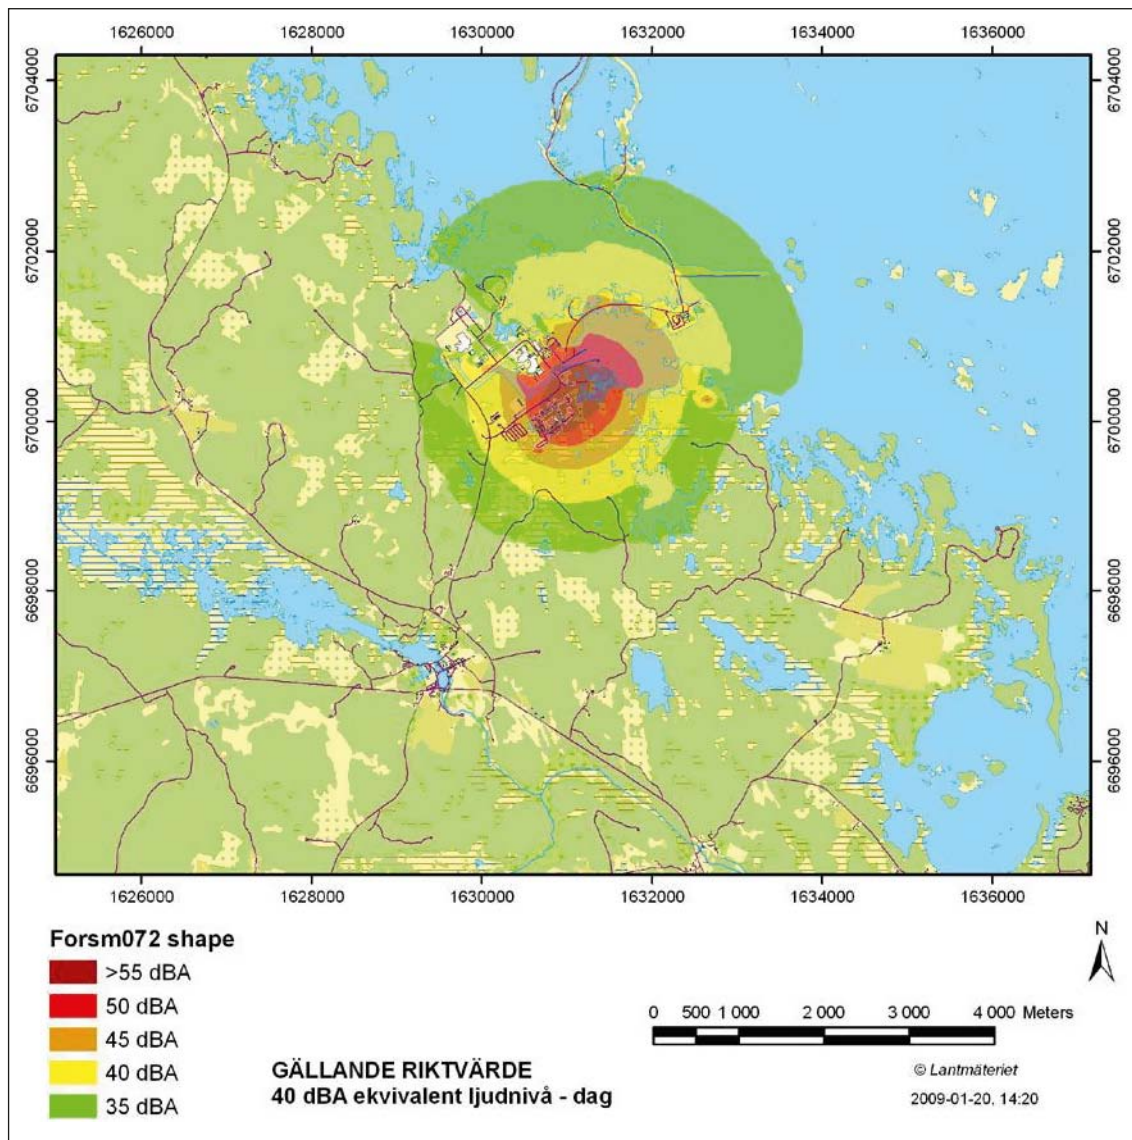 1626000 1628000 1630000 1632000 1634000 1636000
6704000 6704000
6702000 6702000
6700000 6700000
6698000 6698000
6696000 6696000
1626000 1628000 1630000 1632000 1634000 1636000
Forsm072 shape
>55 dBA
50 dBA
45 dBA
40 dBA
35 dBA
GÄLLANDE RIKTVÄRDE
40 dBA ekvivalent ljudnivå - dag
N
0 500 1 000 2 000 3 000 4 000 Meters
© Lantmäteriet
2009-01-20, 14:20